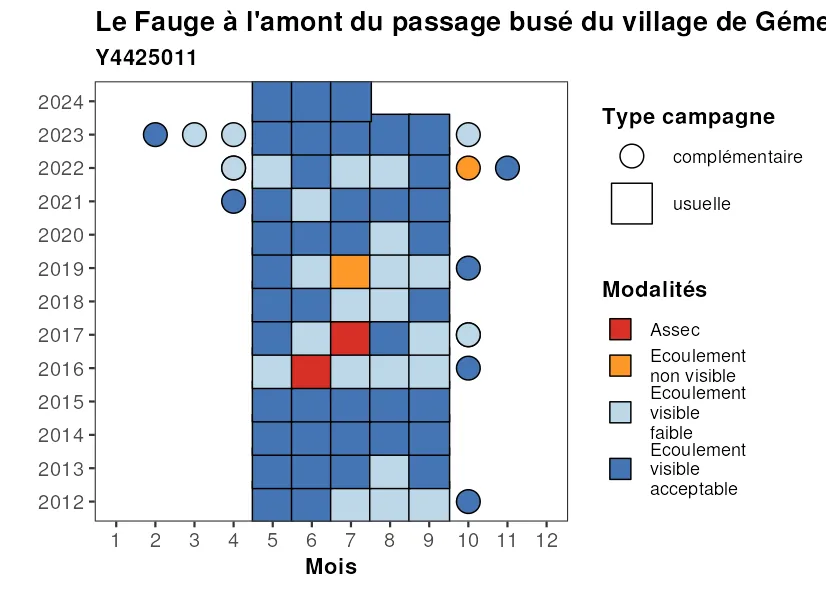 Le Fauge à l'amont du passage busé du village de Géme
Y4425011
2024
2023
2022
2021
2020
2019
2018
2017
2016
2015
2014
2013
2012
1 2 3 4 5 6 7 8 9 10 11 12
Mois
Type campagne
complémentaire
usuelle
Modalités
Assec
Ecoulement
non visible
Ecoulement
visible
faible
Ecoulement
visible
acceptable